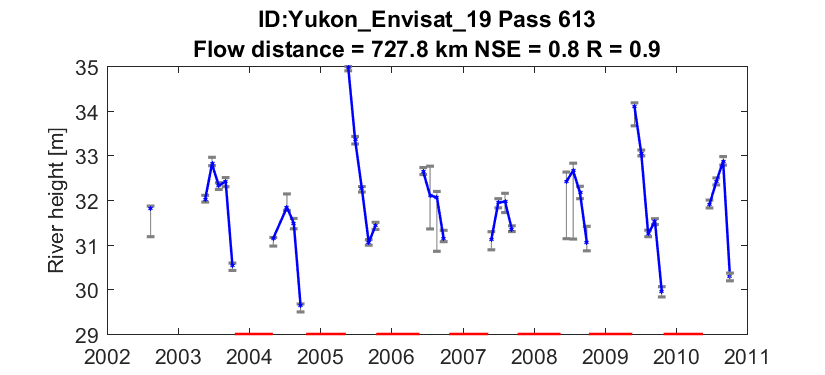 ID:Yukon_Envisat_19 Pass 613
Flow distance = 727.8 km NSE = 0.8 R = 0.9
River height [m]
35
34
33
32
31
30
29
2002 2003 2004 2005 2006 2007 2008 2009 2010 2011